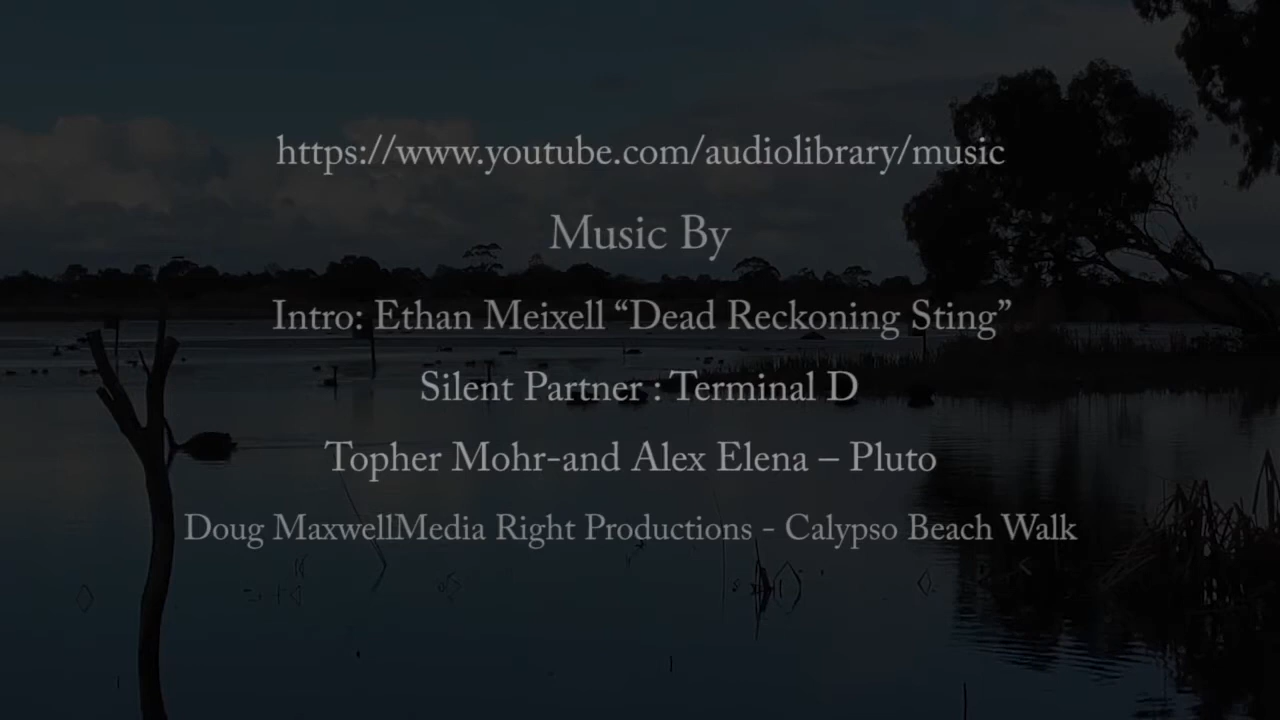 https://www.youtube.com/audiolibrary/music
Music By
Intro: Ethan Meixell “Dead Reckoning Sting”
Silent Partner : Terminal D
Topher Mohr-and Alex Elena – Pluto
Doug MaxwellMedia Right Productions - Calypso Beach Walk